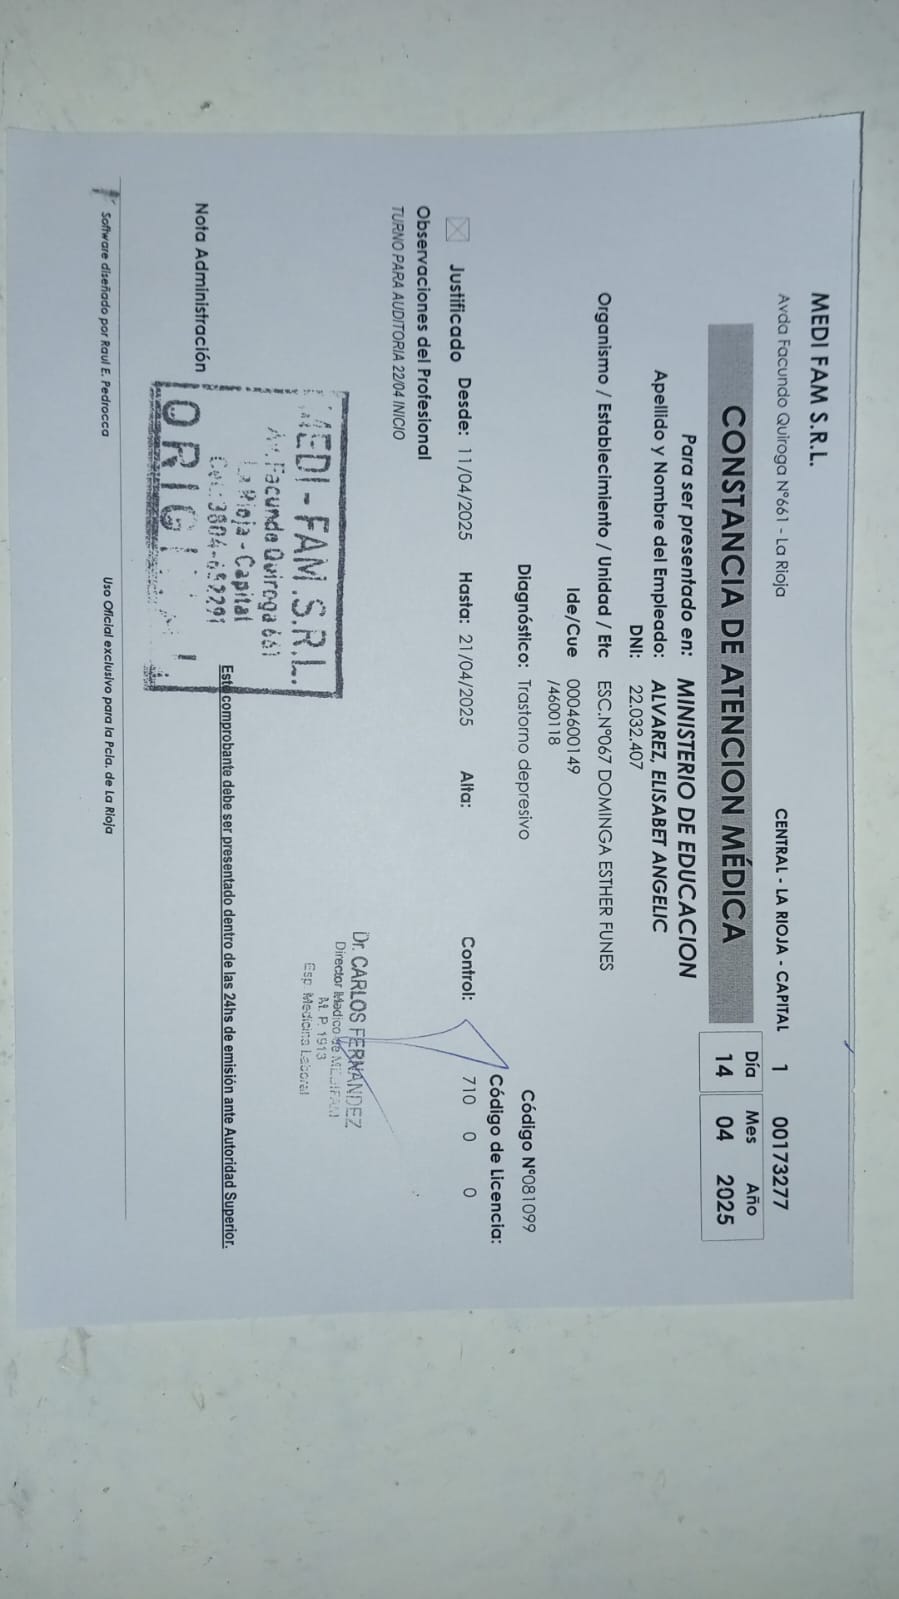 MEDI FAM S.R.L.
Avda Facundo Quiroga N°661 - La Rioja
CENTRAL - LA RIOJA - CAPITAL 1 00173277
CONSTANCIA DE ATENCION MÉDICA
Día Mes Año
14 04 2025
Para ser presentado en: MINISTERIO DE EDUCACION
Apellido y Nombre del Empleado: ALVAREZ, ELISABET ANGELIC
DNI: 22.032.407
Organismo / Establecimiento / Unidad / Etc ESC.N°067 DOMINGA ESTHER FUNES
Ide/Cue 0004600149
/4600118
Diagnóstico: Trastorno depresivo
Código N°081099
Código de Licencia:
Justificado Desde: 11/04/2025 Hasta: 21/04/2025 Alta: Control: 710 0 0
Observaciones del Profesional
TURNO PARA AUDITORIA 22/04 INICIO
Dr. CARLOS FERNANDEZ
Director Médico de MEDIFAM
M. P. 1913
Esp. Medicina Laboral
MEDI - FAM.S.R.L.
Av. Facundo Quiroga 661
La Rioja - Capital
Nota Administración
Este comprobante debe ser presentado dentro de las 24hs de emisión ante Autoridad Superior.
Software diseñado por Raul E. Pedrocca
Uso Oficial exclusivo para la Pcia. de La Rioja